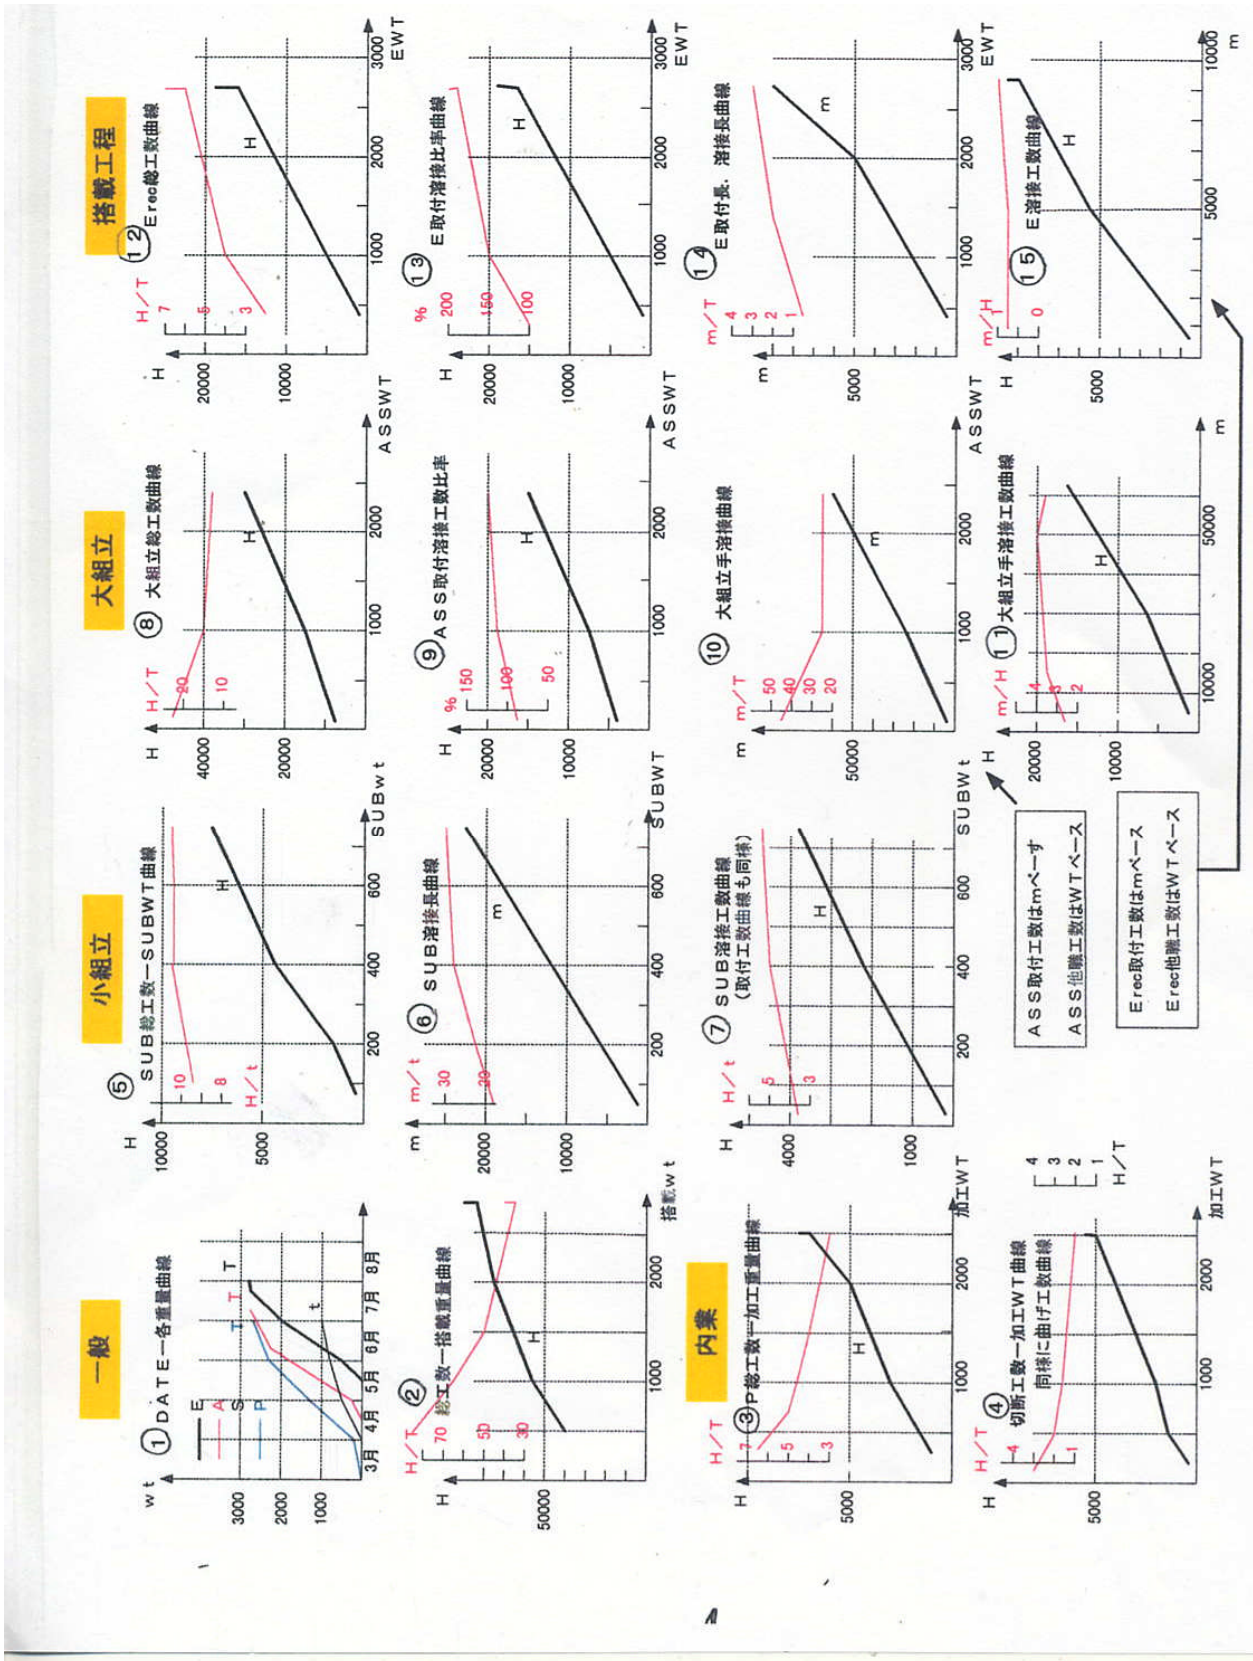 一般
①DATE－各重量曲線
wt
E
A
S
P
3000
2000
1000
T
T
T
t
3月
4月
5月
6月
7月
8月
②
総工数－搭載重量曲線
H/T
H
70
50
30
50000
H
1000
2000
搭載wt
内業
③P総工数－加工重量曲線
H/T
H
7
5
3
5000
H
1000
2000
加工WT
④
切断工数－加工WT曲線
同様に曲げ工数曲線
H/T
H
4
1
5000
4
3
2
1
H/T
1000
2000
加工WT
小組立
⑤
SUB総工数－SUBWT曲線
H
10000
5000
10
8
H/t
H
200
400
600
SUBwt
⑥ SUB溶接長曲線
m/t
m
30
20
20000
10000
m
200
400
600
SUBWT
⑦ SUB溶接工数曲線
(取付工数曲線も同様)
H/t
H
5
3
4000
1000
H
200
400
600
SUBWt
大組立
⑧ 大組立総工数曲線
H/T
H
20
10
40000
20000
H
1000
2000
ASSWT
⑨ASS取付溶接工数比率
%
H
150
100
50
20000
10000
H
1000
2000
ASSWT
⑩ 大組立手溶接曲線
m/T
m
50
40
30
20
50000
m
1000
2000
ASSWT
⑪大組立手溶接工数曲線
m/H
H
4
3
2
20000
10000
H
10000
50000
m
ASS取付工数はmペーす
ASS他職工数はWTペース
Erec取付工数はmペース
Erec他職工数はWTペース
搭載工程
⑫ Erec総工数曲線
H/T
H
7
5
3
20000
10000
H
1000
2000
3000
EWT
⑬ E取付溶接比率曲線
%
H
200
150
100
20000
10000
H
1000
2000
3000
EWT
⑭ E取付長．溶接長曲線
m/T
m
4
3
2
1
5000
m
1000
2000
3000
EWT
⑮ E溶接工数曲線
m/H
H
1
0
5000
H
5000
10000
m